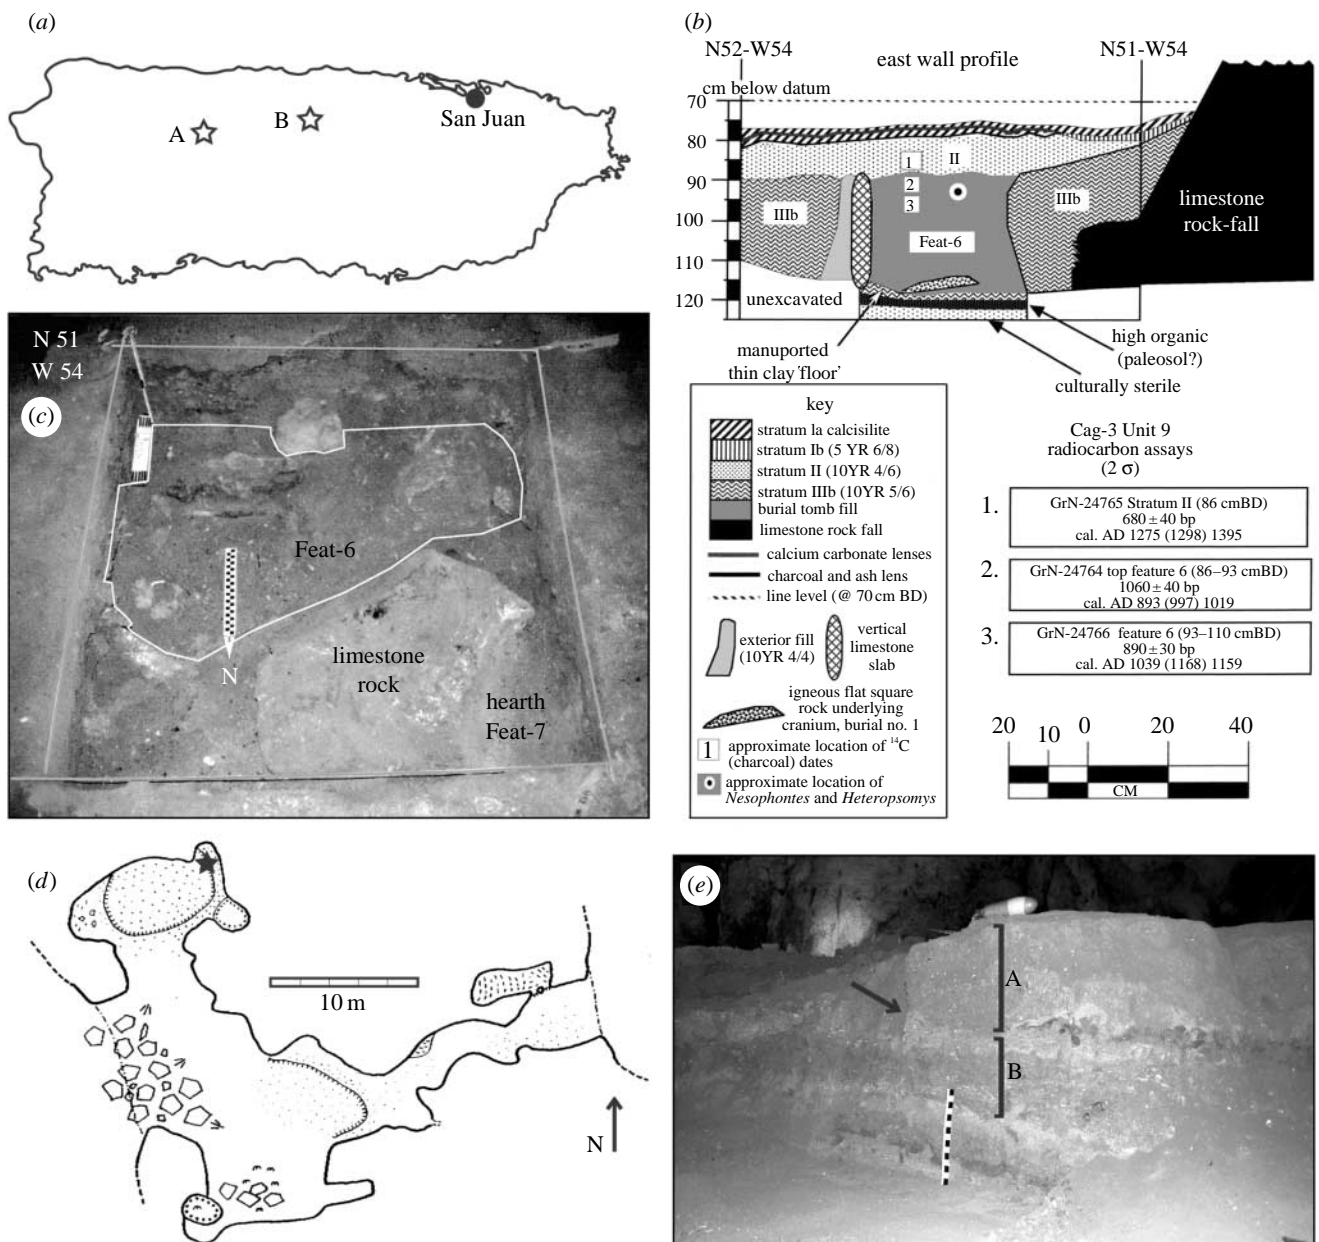 (a)
A
B
San Juan
(b)
N52-W54
N51-W54
east wall profile
cm below datum
70
80
90
100
110
120
1
II
2
3
IIIb
IIIb
Feat-6
limestone
rock-fall
unexcavated
manuported
thin clay 'floor'
high organic
(paleosol?)
culturally sterile
key
stratum Ia calcisilite
stratum Ib (5 YR 6/8)
stratum II (10YR 4/6)
stratum IIIb (10YR 5/6)
burial tomb fill
limestone rock fall
calcium carbonate lenses
charcoal and ash lens
line level (@ 70 cm BD)
exterior fill
(10YR 4/4)
vertical
limestone
slab
igneous flat square
rock underlying
cranium, burial no. 1
1
approximate location of ¹⁴C
(charcoal) dates
approximate location of
Nesophontes and Heteropsomys
Cag-3 Unit 9
radiocarbon assays
(2 σ)
1.
GrN-24765 Stratum II (86 cmBD)
680 ± 40 bp
cal. AD 1275 (1298) 1395
2.
GrN-24764 top feature 6 (86–93 cmBD)
1060 ± 40 bp
cal. AD 893 (997) 1019
3.
GrN-24766 feature 6 (93–110 cmBD)
890 ± 30 bp
cal. AD 1039 (1168) 1159
20 10 0 20 40
CM
N 51
W 54
(c)
Feat-6
N
limestone
rock
hearth
Feat-7
(d)
10 m
N
(e)
A
B